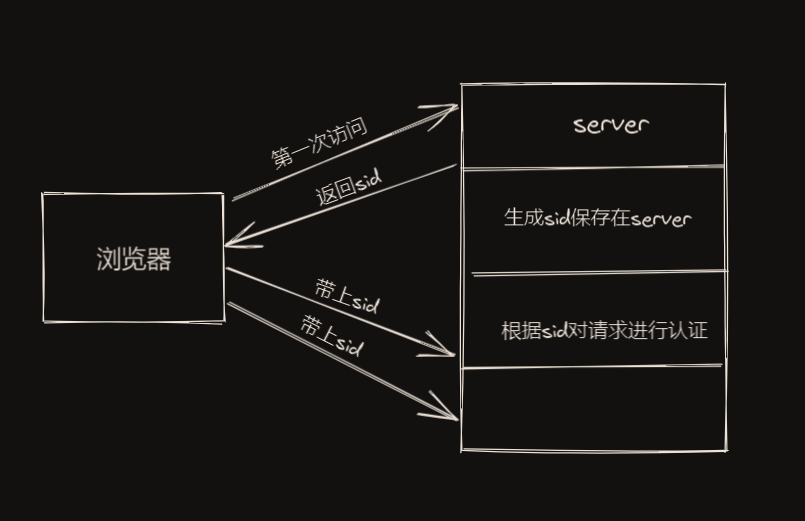 第一次访问
server
返回sid
生成sid保存在server
浏览器
带上sid
带上sid
根据sid对请求进行认证